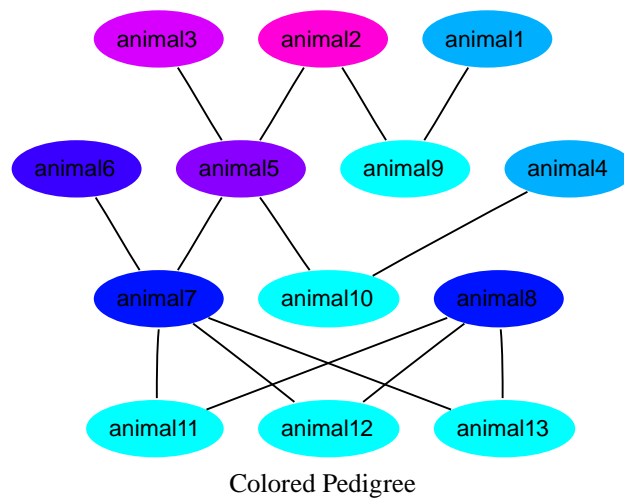 animal3 animal2 animal1
animal6 animal5 animal9 animal4
animal7 animal10 animal8
animal11 animal12 animal13
Colored Pedigree